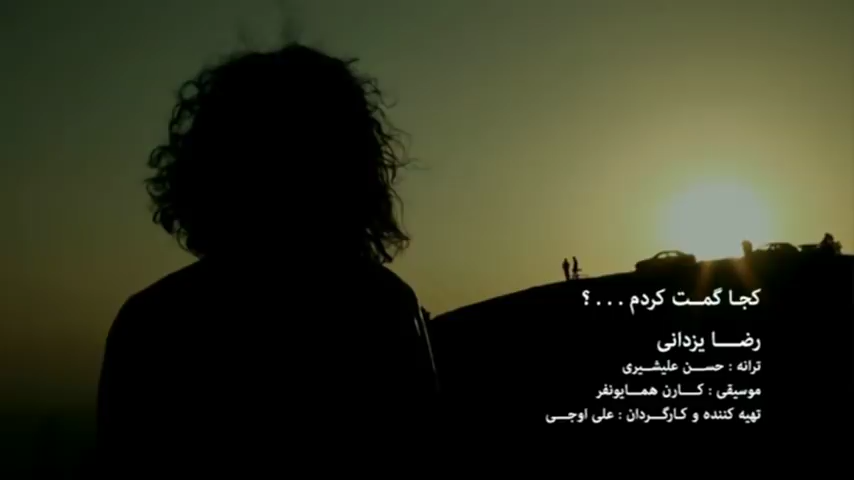 کجا گمت کردم . . . ؟
رضا یزدانی
ترانه : حسن علیشیری
موسیقی : کارن همایونفر
تهیه کننده و کارگردان : علی اوجی